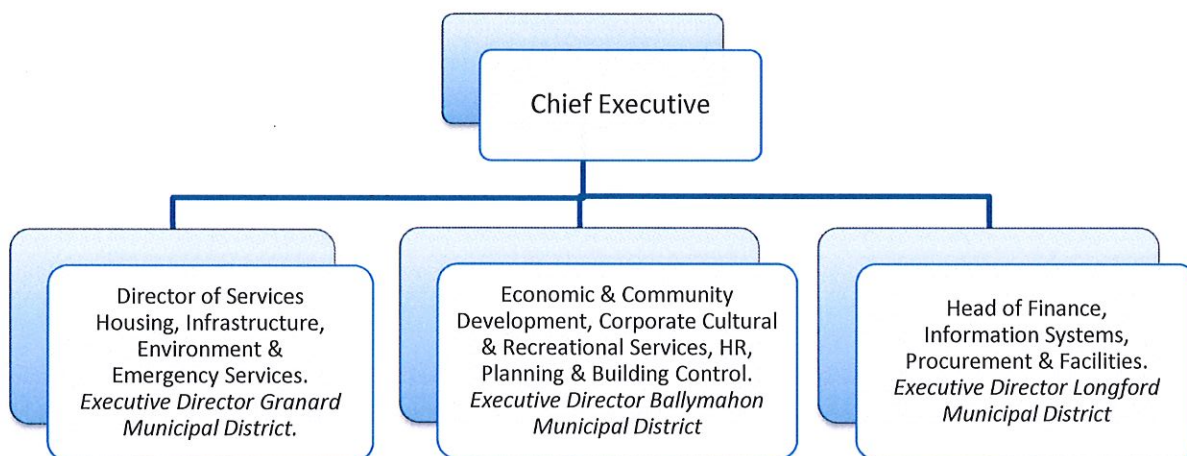 Chief Executive
Director of Services
Housing, Infrastructure,
Environment &
Emergency Services.
Executive Director Granard
Municipal District.
Economic & Community
Development, Corporate Cultural
& Recreational Services, HR,
Planning & Building Control.
Executive Director Ballymahon
Municipal District
Head of Finance,
Information Systems,
Procurement & Facilities.
Executive Director Longford
Municipal District